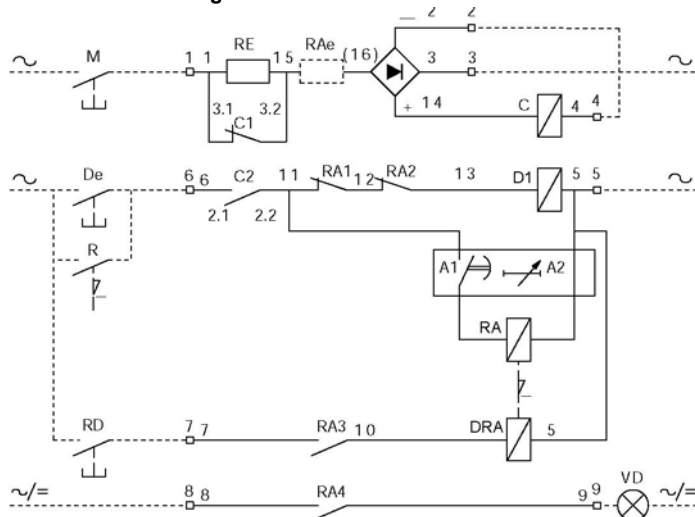 2 2
M 1 1 RE 15 RAe (16) 3 3
3.1 3.2 + 14 C 4 4
C1
De 6 6 C2 11 RA1 12 RA2 13 D1 5 5
2.1 2.2
R A1 A2
RA
RD 7 7 RA3 10 DRA 5
~/= 8 8 RA4 9 9 VD ~/=